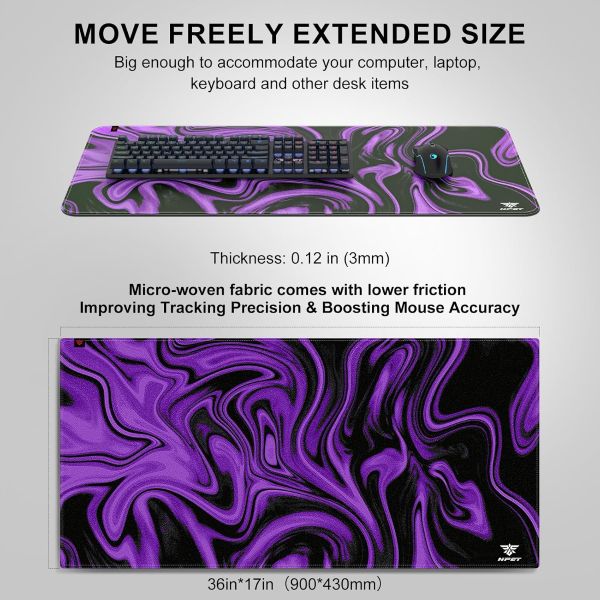 MOVE FREELY EXTENDED SIZE
Big enough to accommodate your computer, laptop,
keyboard and other desk items
NPET
Thickness: 0.12 in (3mm)
Micro-woven fabric comes with lower friction
Improving Tracking Precision & Boosting Mouse Accuracy
NPET
36in*17in（900*430mm）